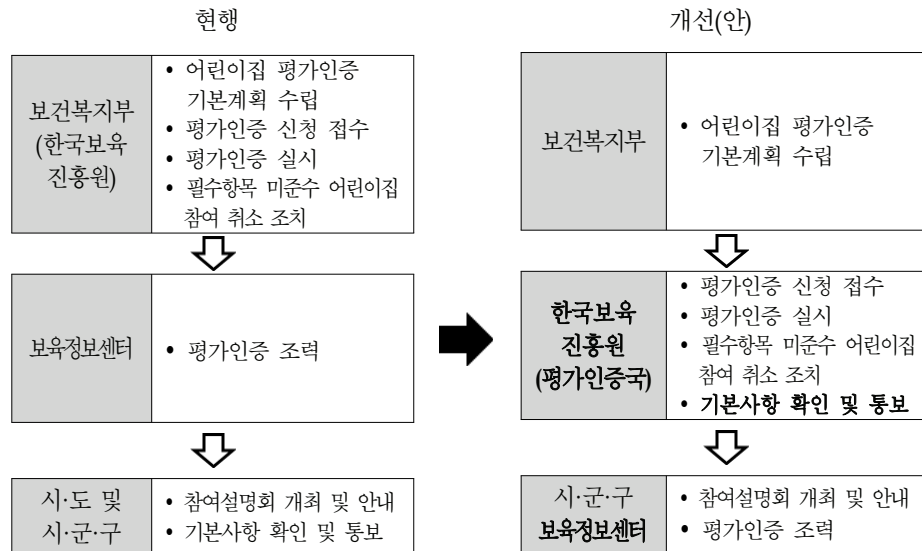 현행
보건복지부
(한국보육
진흥원)
• 어린이집 평가인증
기본계획 수립
• 평가인증 신청 접수
• 평가인증 실시
• 필수항목 미준수 어린이집
참여 취소 조치
보육정보센터
• 평가인증 조력
시·도 및
시·군·구
• 참여설명회 개최 및 안내
• 기본사항 확인 및 통보
개선(안)
보건복지부
• 어린이집 평가인증
기본계획 수립
한국보육
진흥원
(평가인증국)
• 평가인증 신청 접수
• 평가인증 실시
• 필수항목 미준수 어린이집
참여 취소 조치
• 기본사항 확인 및 통보
시·군·구
보육정보센터
• 참여설명회 개최 및 안내
• 평가인증 조력